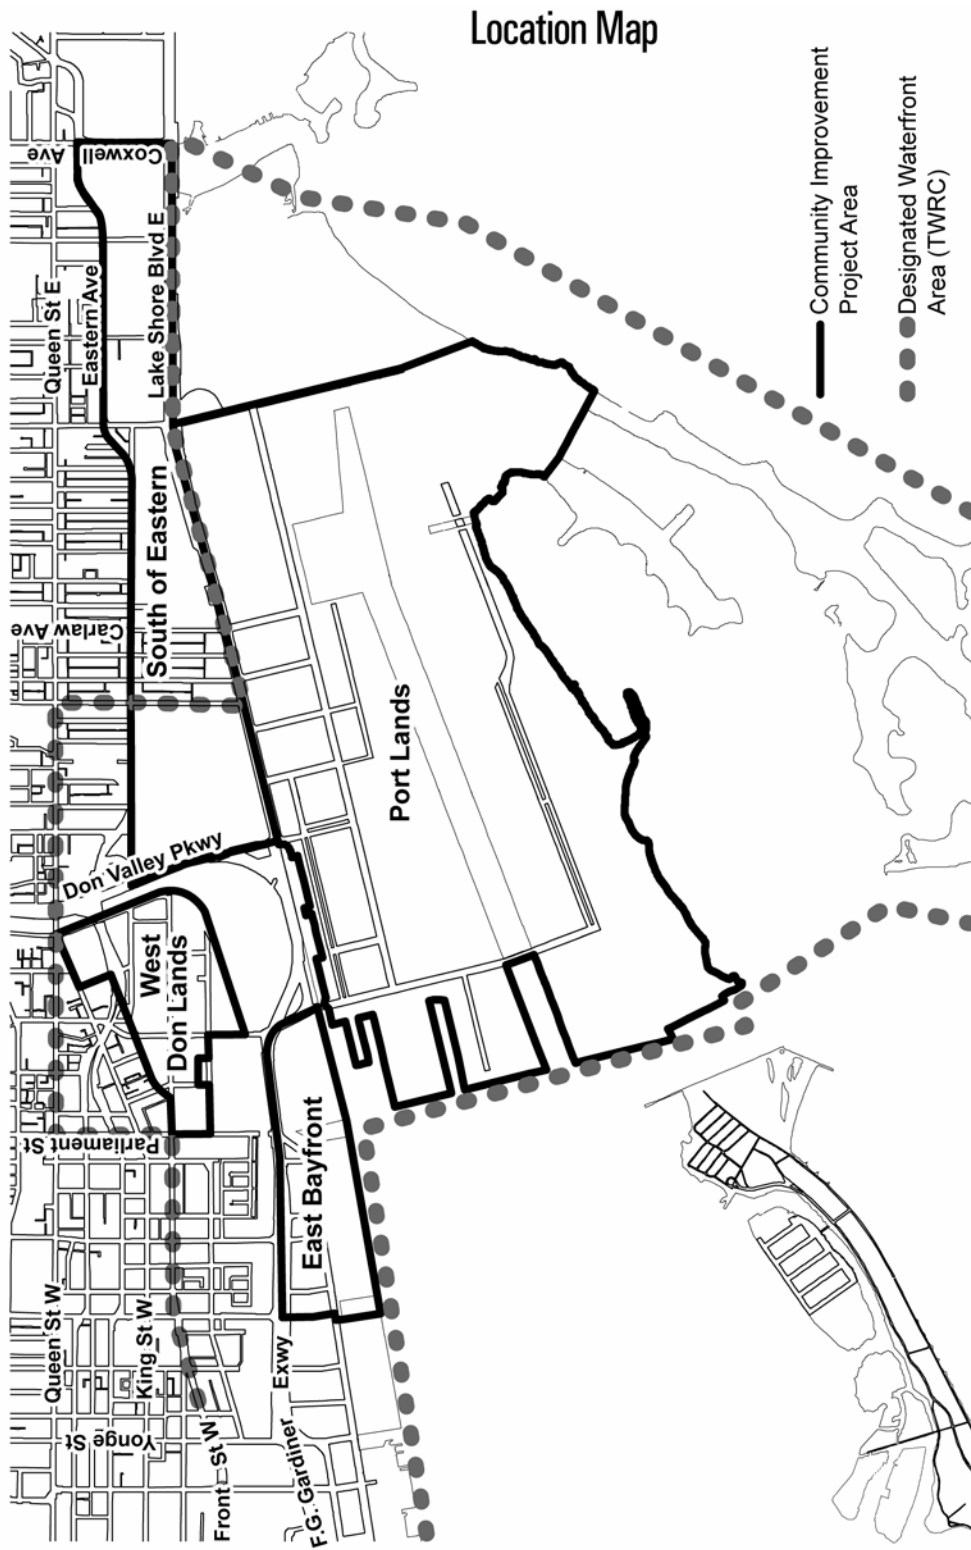 Location Map
Community Improvement
Project Area
Designated Waterfront
Area (TWRC)
Coxwell
Ave
Queen St E
Eastern Ave
Lake Shore Blvd E
South of Eastern
Carlaw Ave
Port Lands
Don Valley Pkwy
West
Don Lands
Parliament St
East Bayfront
Queen St W
King St W
Yonge St
Front St W
F.G. Gardiner
Exwy